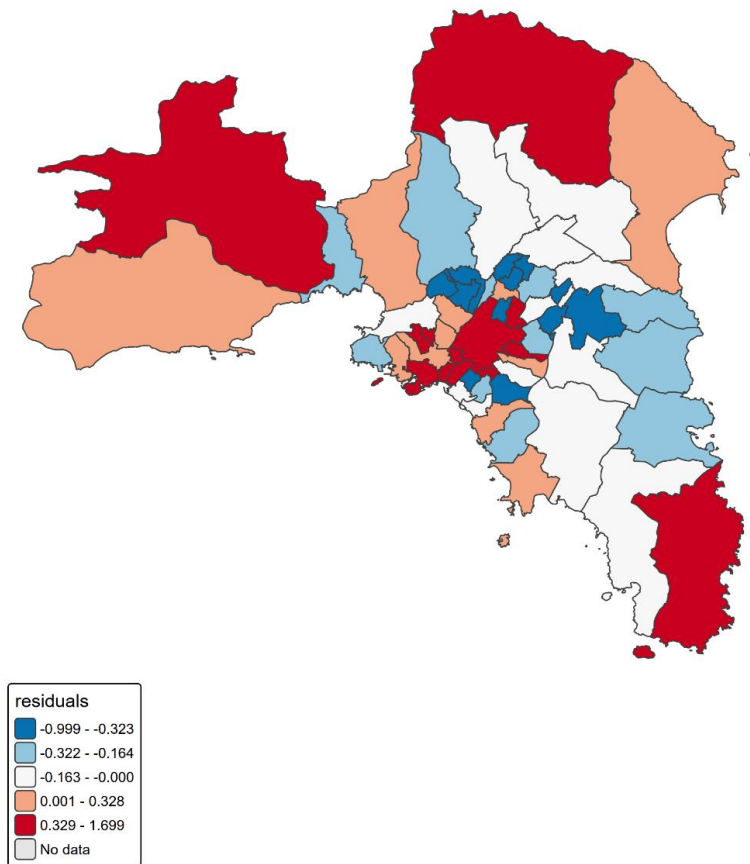 residuals
-0.999 - -0.323
-0.322 - -0.164
-0.163 - -0.000
0.001 - 0.328
0.329 - 1.699
No data